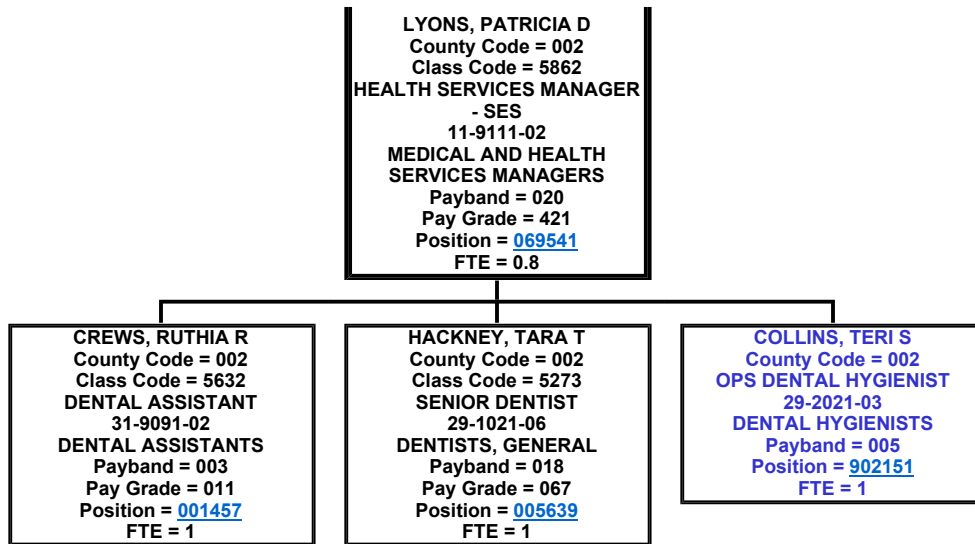 LYONS, PATRICIA D
County Code = 002
Class Code = 5862
HEALTH SERVICES MANAGER
- SES
11-9111-02
MEDICAL AND HEALTH
SERVICES MANAGERS
Payband = 020
Pay Grade = 421
Position = 069541
FTE = 0.8
CREWS, RUTHIA R
County Code = 002
Class Code = 5632
DENTAL ASSISTANT
31-9091-02
DENTAL ASSISTANTS
Payband = 003
Pay Grade = 011
Position = 001457
FTE = 1
HACKNEY, TARA T
County Code = 002
Class Code = 5273
SENIOR DENTIST
29-1021-06
DENTISTS, GENERAL
Payband = 018
Pay Grade = 067
Position = 005639
FTE = 1
COLLINS, TERI S
County Code = 002
OPS DENTAL HYGIENIST
29-2021-03
DENTAL HYGIENISTS
Payband = 005
Position = 902151
FTE = 1